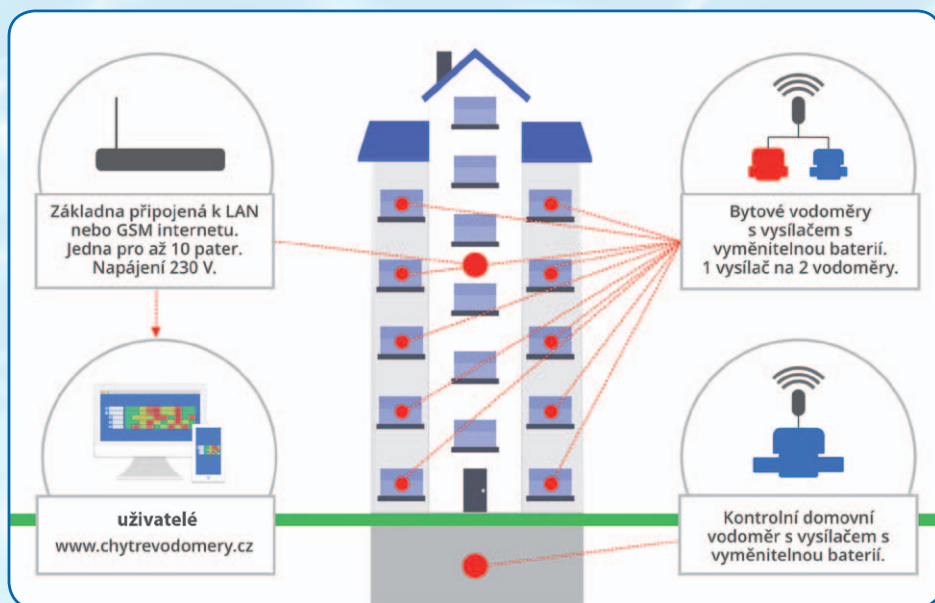 Základna připojená k LAN
nebo GSM internetu.
Jedna pro až 10 pater.
Napájení 230 V.
Bytové vodoměry
s vysílačem s
vyměnitelnou baterií.
1 vysílač na 2 vodoměry.
uživatelé
www.chytrevodomery.cz
Kontrolní domovní
vodoměr s vysílačem s
vyměnitelnou baterií.